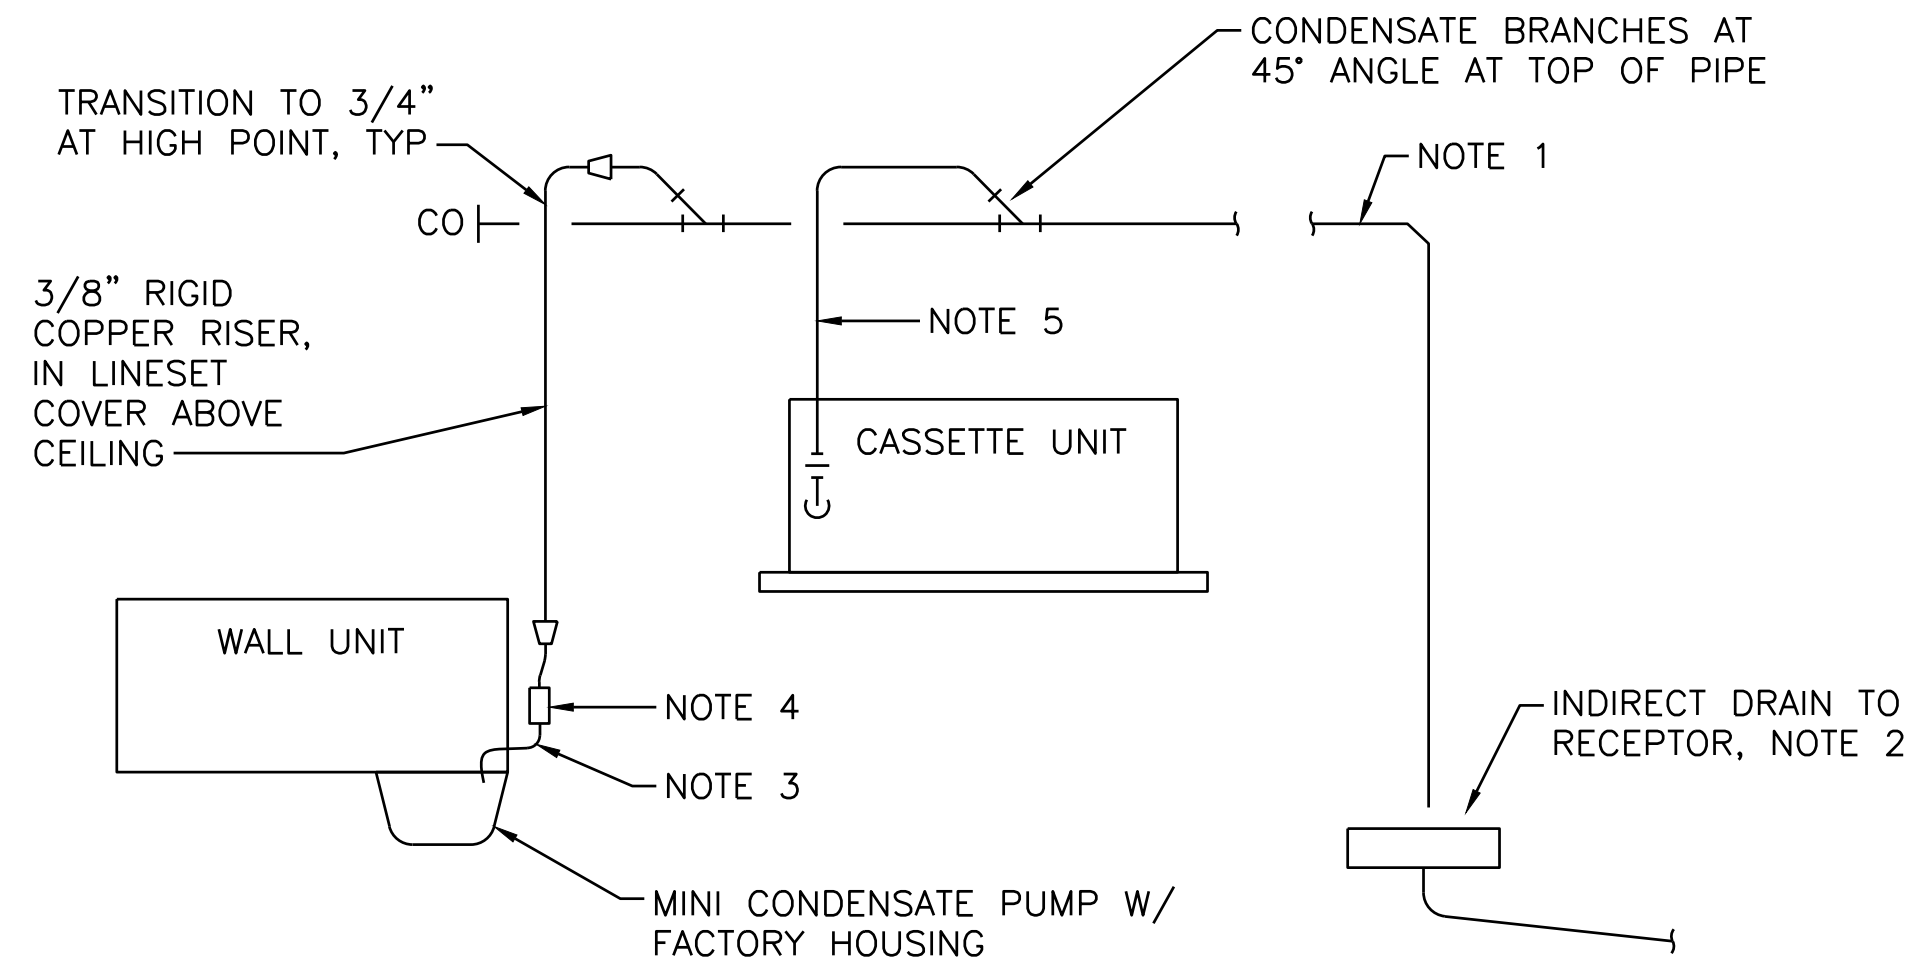 CONDENSATE BRANCHES AT
45° ANGLE AT TOP OF PIPE
TRANSITION TO 3/4"
AT HIGH POINT, TYP
NOTE 1
CO
3/8" RIGID
COPPER RISER,
IN LINESET
COVER ABOVE
CEILING
NOTE 5
CASSETTE UNIT
WALL UNIT
NOTE 4
NOTE 3
INDIRECT DRAIN TO
RECEPTOR, NOTE 2
MINI CONDENSATE PUMP W/
FACTORY HOUSING